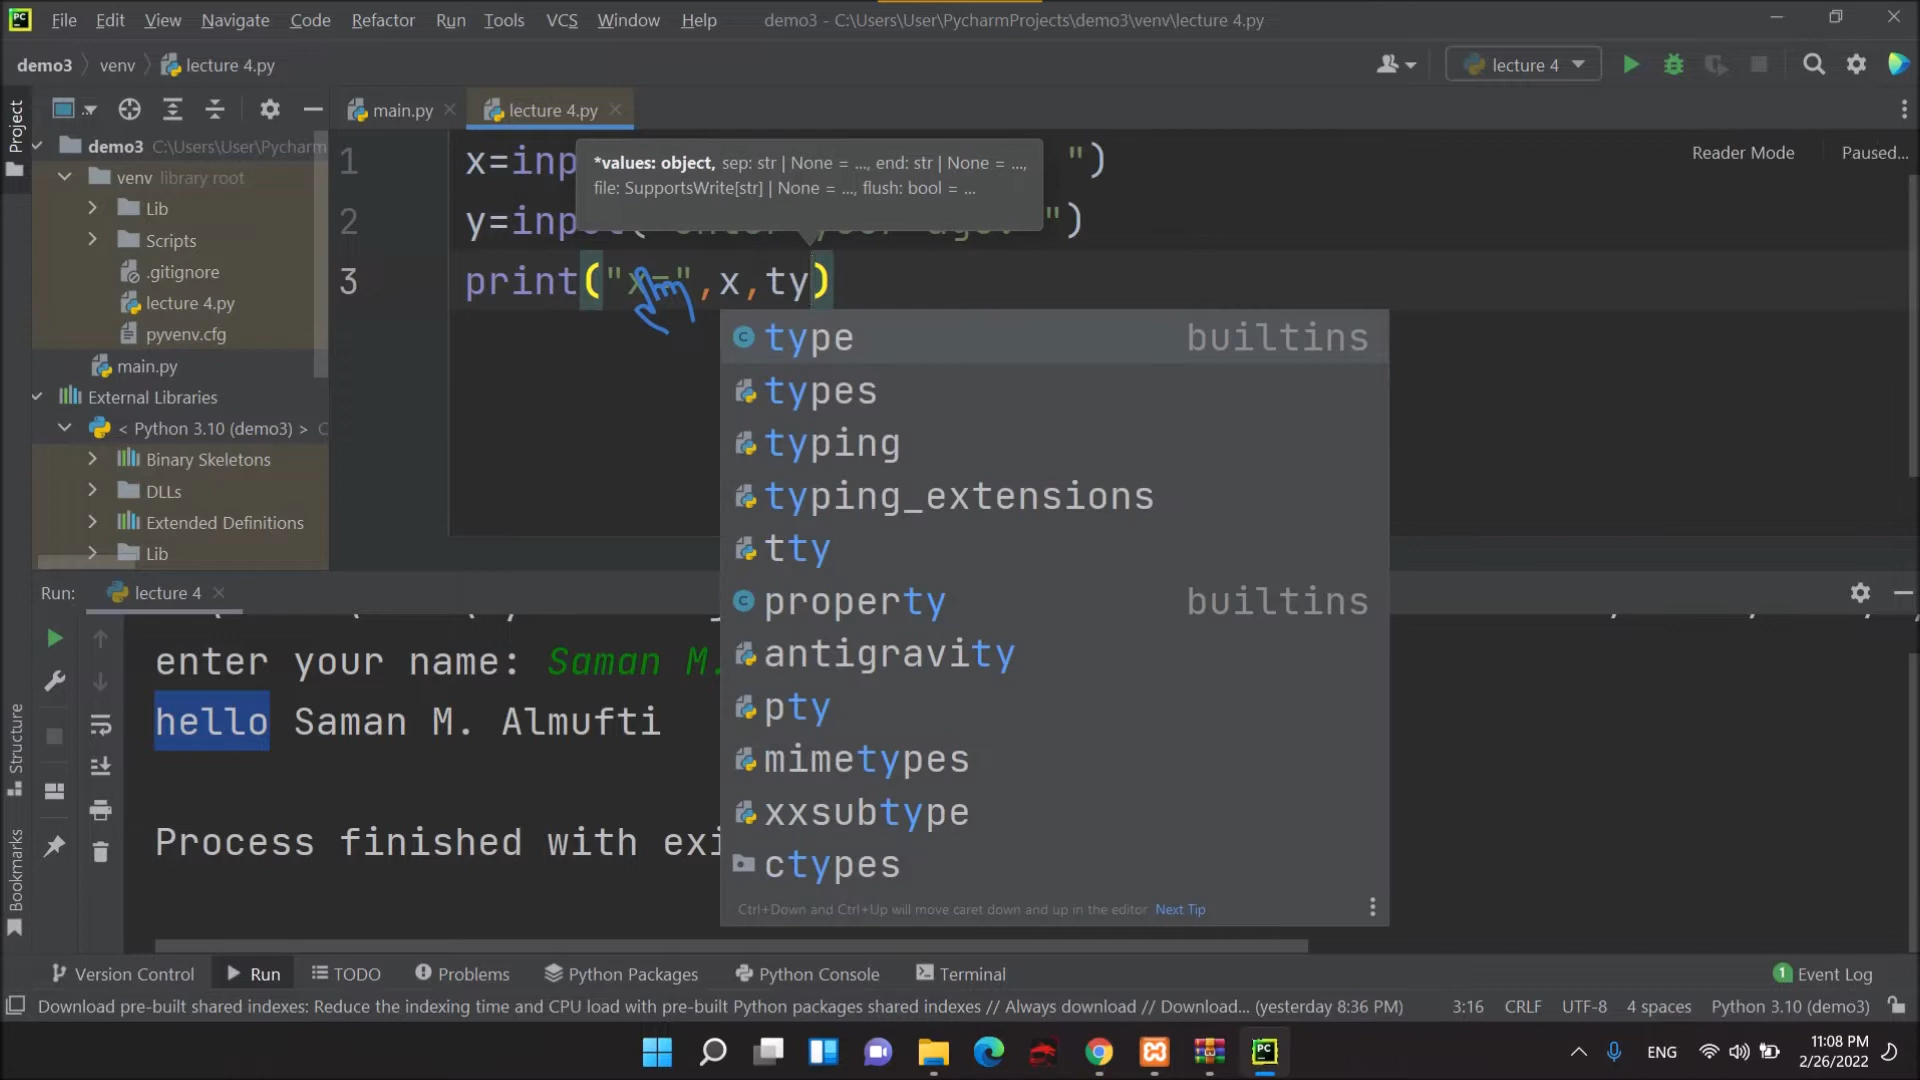 PC File Edit View Navigate Code Refactor Run Tools VCS Window Help demo3 - C:\Users\User\PycharmProjects\demo3\venv\lecture 4.py
demo3 venv lecture 4.py lecture 4
Project
main.py lecture 4.py
demo3 C:\Users\User\Pycharm
venv library root
Lib
Scripts
.gitignore
lecture 4.py
pyvenv.cfg
main.py
External Libraries
< Python 3.10 (demo3) > C
Binary Skeletons
DLLs
Extended Definitions
Lib
Reader Mode Paused...
1 x=inp ")
*values: object, sep: str | None = ..., end: str | None = ...,
file: SupportsWrite[str] | None = ..., flush: bool = ...
2 y=input("enter your age: ")
3 print("x=",x,ty)
type builtins
types
typing
typing_extensions
tty
property builtins
antigravity
pty
mimetypes
xxsubtype
ctypes
Ctrl+Down and Ctrl+Up will move caret down and up in the editor Next Tip
Run: lecture 4
enter your name: Saman M.
hello Saman M. Almufti
Process finished with exi
Structure
Bookmarks
Version Control Run TODO Problems Python Packages Python Console Terminal 1 Event Log
Download pre-built shared indexes: Reduce the indexing time and CPU load with pre-built Python packages shared indexes // Always download // Download... (yesterday 8:36 PM) 3:16 CRLF UTF-8 4 spaces Python 3.10 (demo3)
PC ENG 11:08 PM
2/26/2022